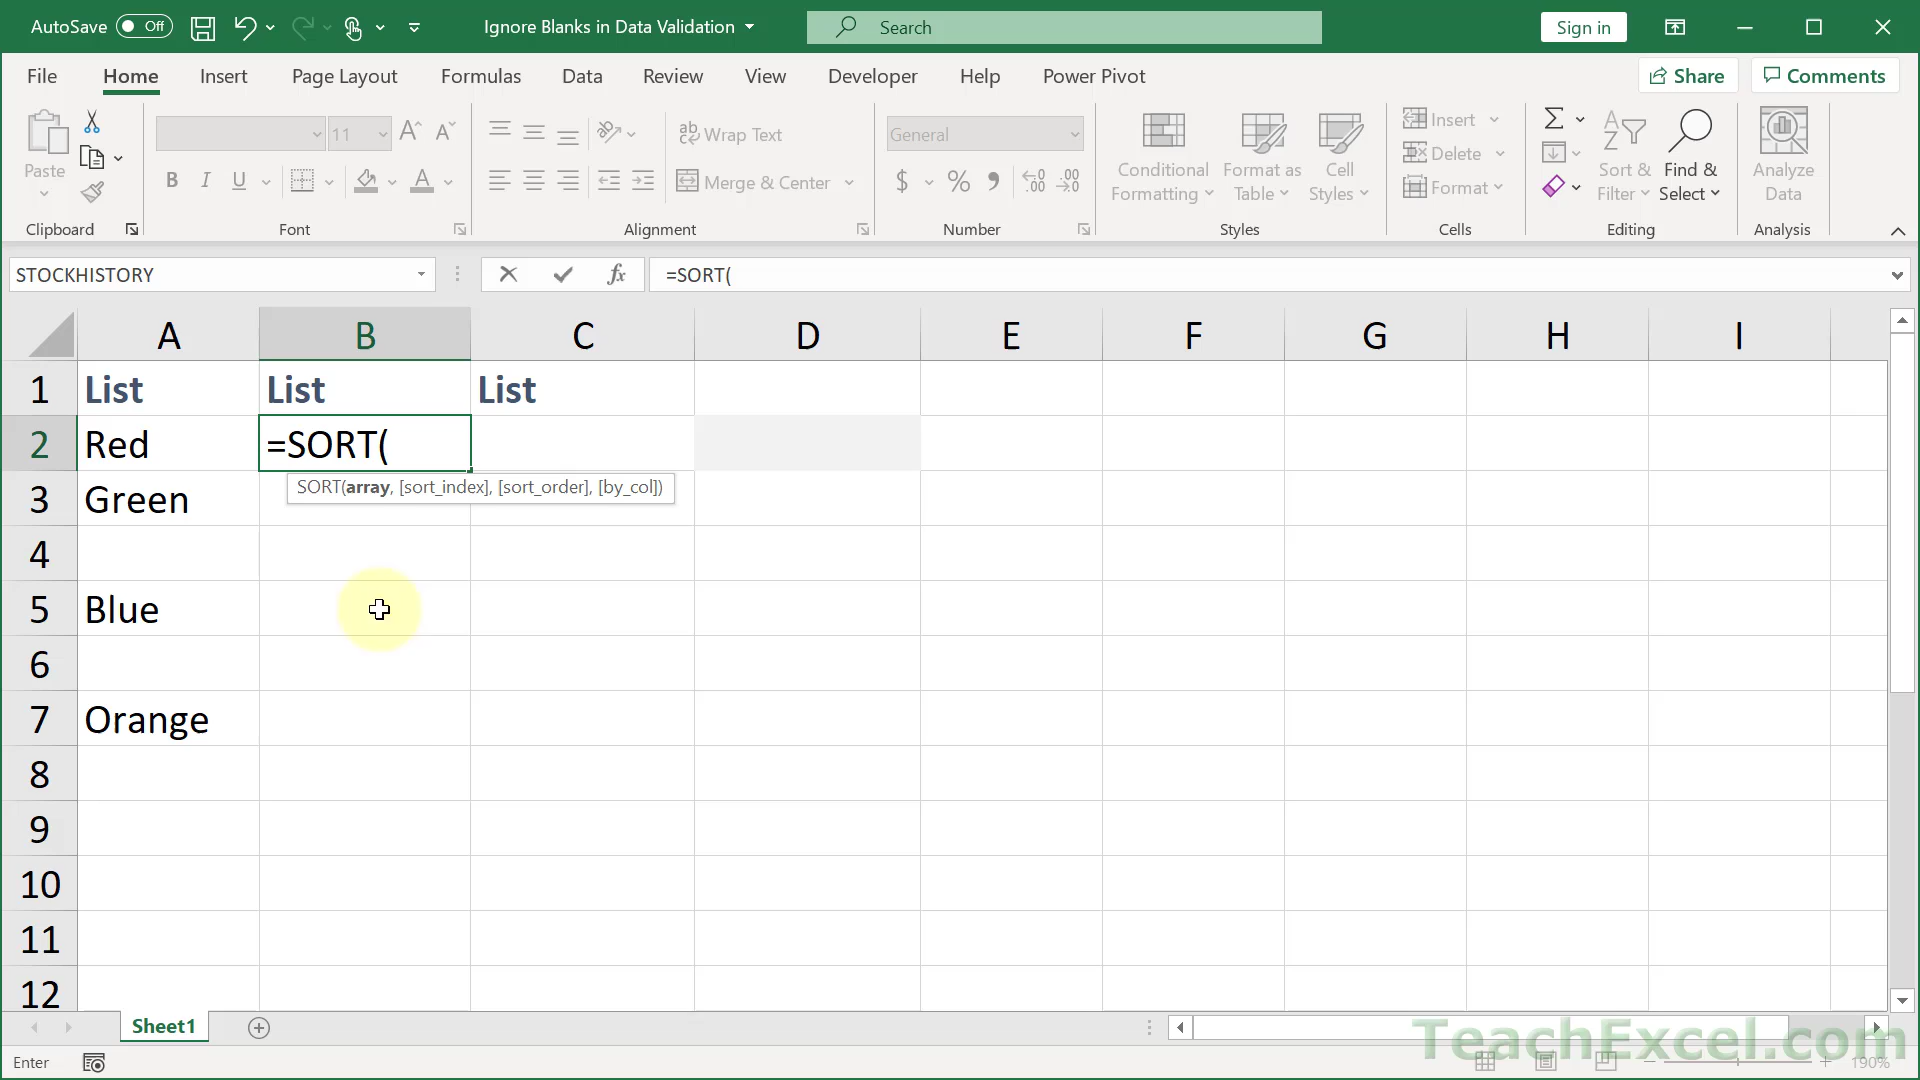 AutoSave Off Ignore Blanks in Data Validation Search Sign in
File Home Insert Page Layout Formulas Data Review View Developer Help Power Pivot Share Comments
Paste
11
B I U
Wrap Text
Merge & Center
General
$ % 9
Conditional Formatting
Format as Table
Cell Styles
Insert
Delete
Format
Sort & Filter
Find & Select
Analyze Data
Clipboard Font Alignment Number Styles Cells Editing Analysis
STOCKHISTORY fx =SORT(
A B C D E F G H I
1 List List List
2 Red =SORT(
SORT(array, [sort_index], [sort_order], [by_col])
3 Green
4
5 Blue
6
7 Orange
8
9
10
11
12
Sheet1
TeachExcel.com
Enter 190%